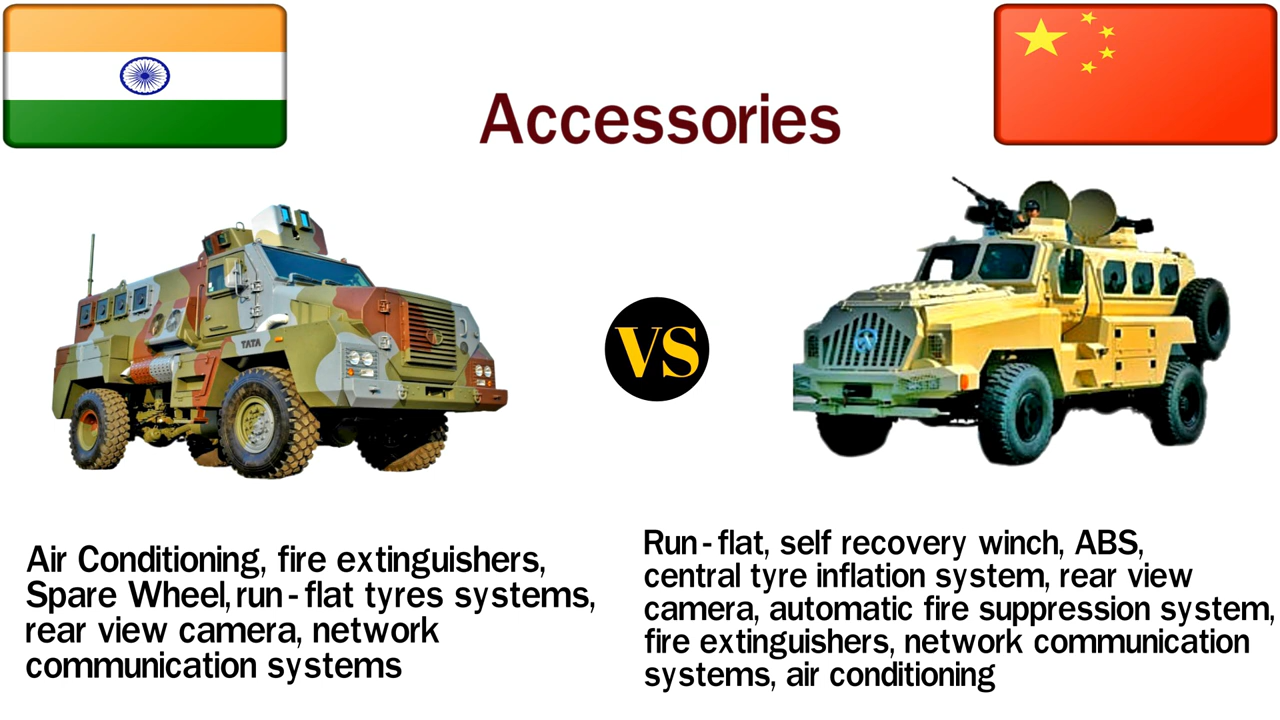 Accessories
TATA
VS
Air Conditioning, fire extinguishers,
Spare Wheel, run-flat tyres systems,
rear view camera, network
communication systems
Run-flat, self recovery winch, ABS,
central tyre inflation system, rear view
camera, automatic fire suppression system,
fire extinguishers, network communication
systems, air conditioning